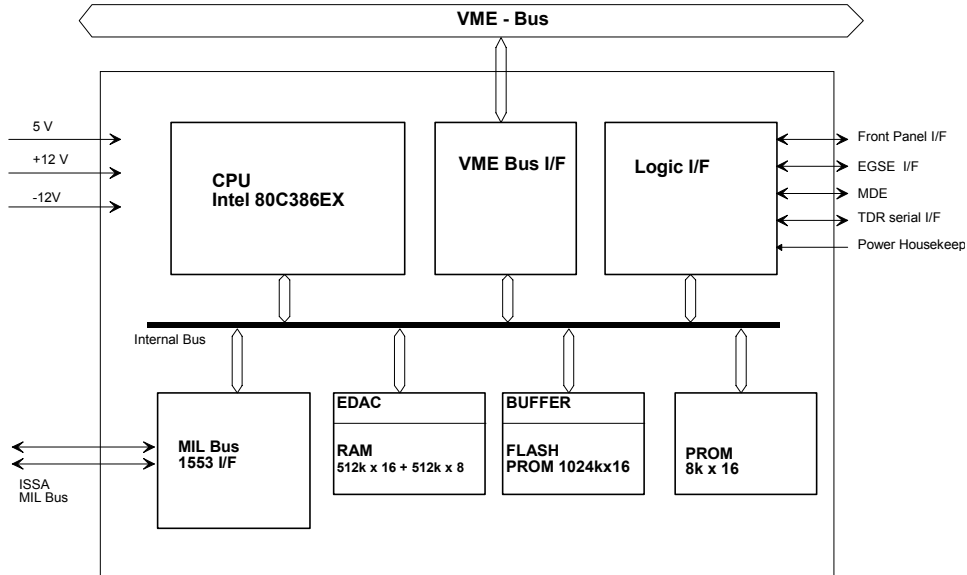 VME - Bus
5 V
+12 V
-12V
CPU
Intel 80C386EX
VME Bus I/F
Logic I/F
Front Panel I/F
EGSE I/F
MDE
TDR serial I/F
Power Housekeep
Internal Bus
MIL Bus
1553 I/F
EDAC
RAM
512k x 16 + 512k x 8
BUFFER
FLASH
PROM 1024kx16
PROM
8k x 16
ISSA
MIL Bus